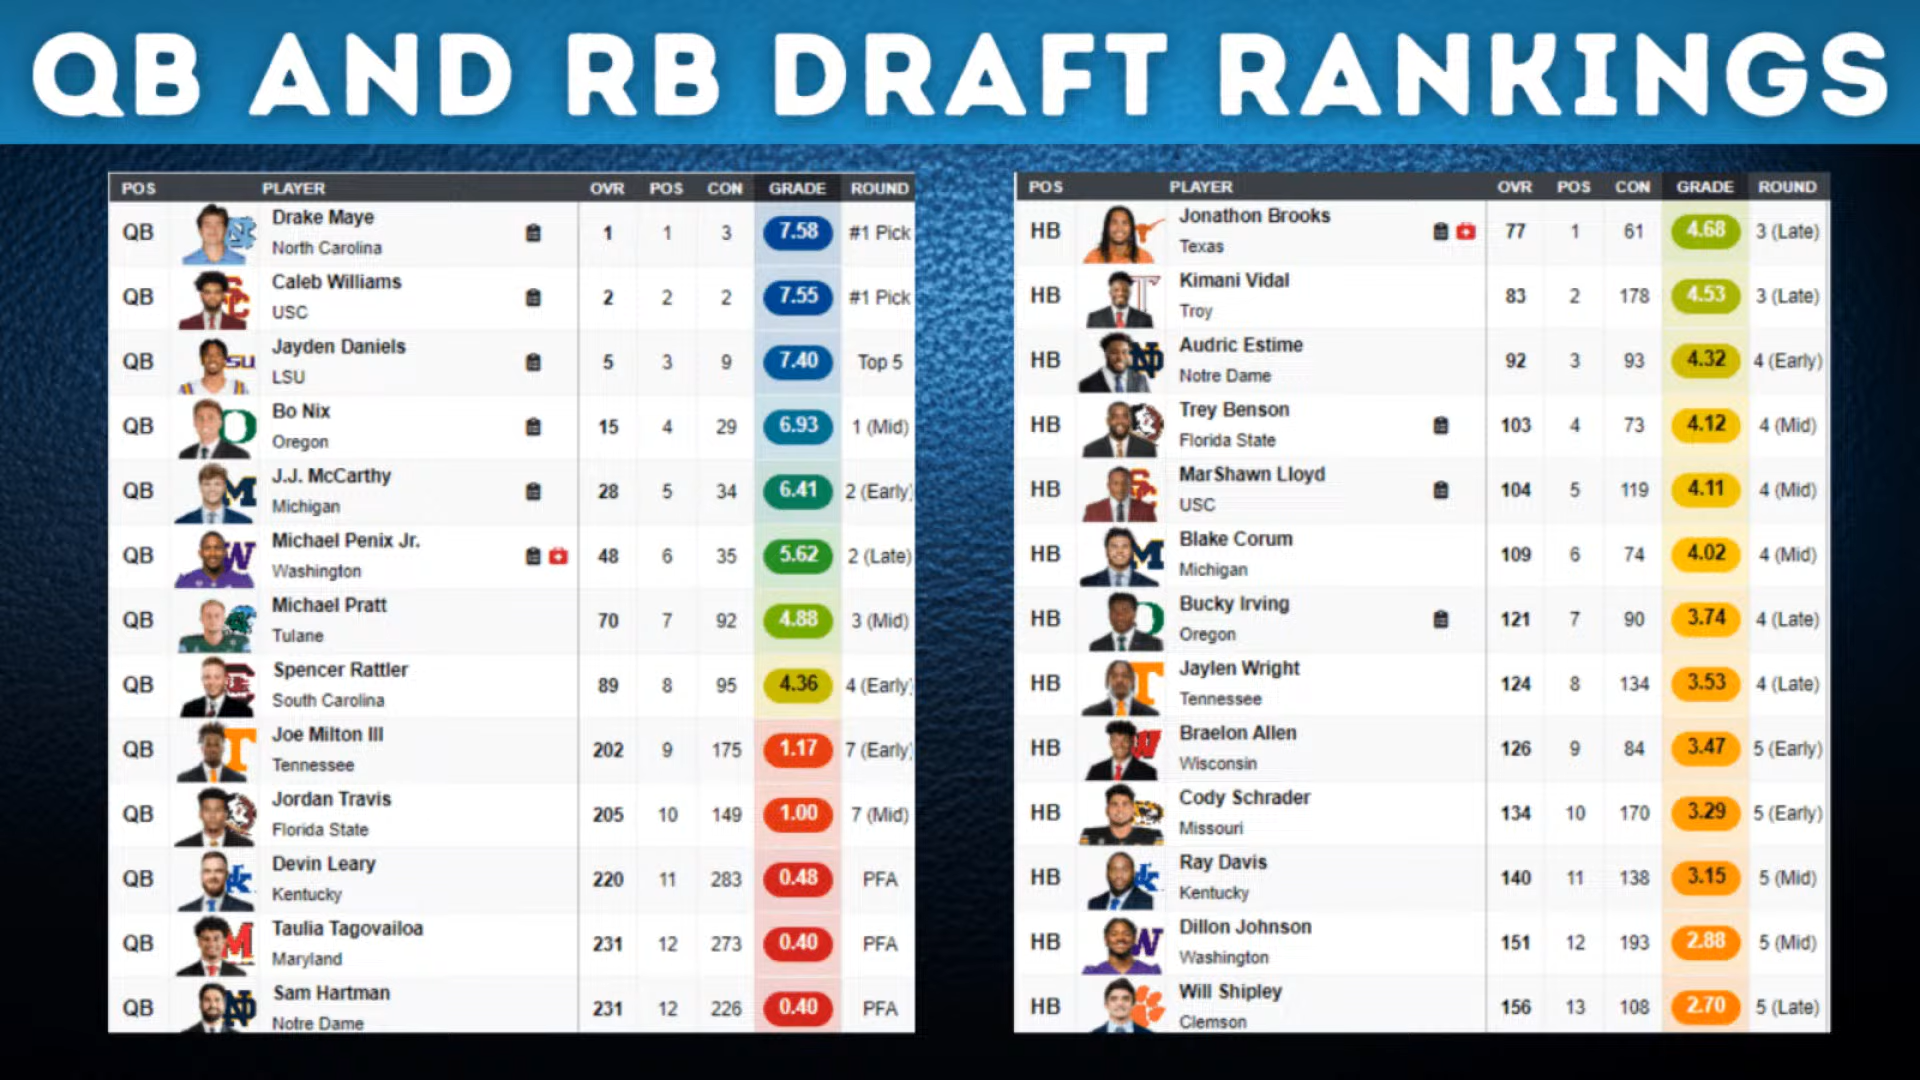 QB AND RB DRAFT RANKINGS
POS PLAYER OVR POS CON GRADE ROUND
QB Drake Maye North Carolina 1 1 3 7.58 #1 Pick
QB Caleb Williams USC 2 2 2 7.55 #1 Pick
QB Jayden Daniels LSU 5 3 9 7.40 Top 5
QB Bo Nix Oregon 15 4 29 6.93 1 (Mid)
QB J.J. McCarthy Michigan 28 5 34 6.41 2 (Early)
QB Michael Penix Jr. Washington 48 6 35 5.62 2 (Late)
QB Michael Pratt Tulane 70 7 92 4.88 3 (Mid)
QB Spencer Rattler South Carolina 89 8 95 4.36 4 (Early)
QB Joe Milton III Tennessee 202 9 175 1.17 7 (Early)
QB Jordan Travis Florida State 205 10 149 1.00 7 (Mid)
QB Devin Leary Kentucky 220 11 283 0.48 PFA
QB Taulia Tagovailoa Maryland 231 12 273 0.40 PFA
QB Sam Hartman Notre Dame 231 12 226 0.40 PFA
POS PLAYER OVR POS CON GRADE ROUND
HB Jonathon Brooks Texas 77 1 61 4.68 3 (Late)
HB Kimani Vidal Troy 83 2 178 4.53 3 (Late)
HB Audric Estime Notre Dame 92 3 93 4.32 4 (Early)
HB Trey Benson Florida State 103 4 73 4.12 4 (Mid)
HB MarShawn Lloyd USC 104 5 119 4.11 4 (Mid)
HB Blake Corum Michigan 109 6 74 4.02 4 (Mid)
HB Bucky Irving Oregon 121 7 90 3.74 4 (Late)
HB Jaylen Wright Tennessee 124 8 134 3.53 4 (Late)
HB Braelon Allen Wisconsin 126 9 84 3.47 5 (Early)
HB Cody Schrader Missouri 134 10 170 3.29 5 (Early)
HB Ray Davis Kentucky 140 11 138 3.15 5 (Mid)
HB Dillon Johnson Washington 151 12 193 2.88 5 (Mid)
HB Will Shipley Clemson 156 13 108 2.70 5 (Late)